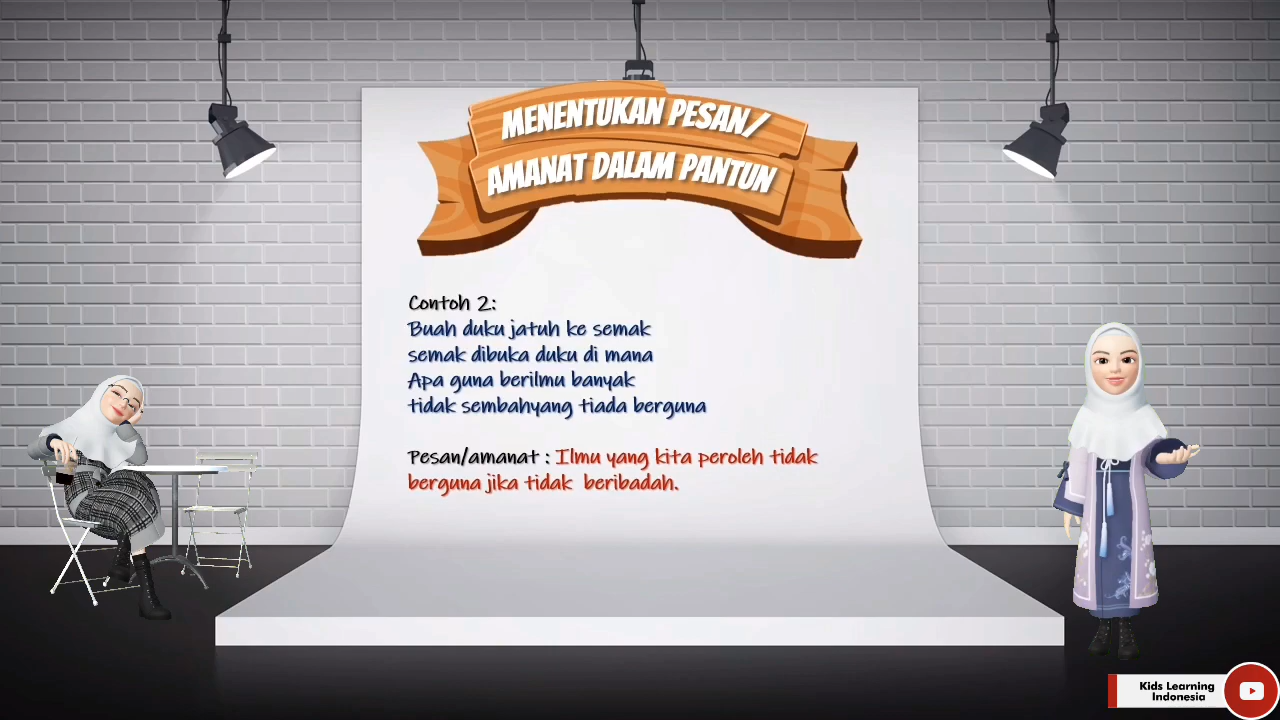 MENENTUKAN PESAN/
AMANAT DALAM PANTUN
Contoh 2:
Buah duku jatuh ke semak
semak dibuka duku di mana
Apa guna berilmu banyak
tidak sembahyang tiada berguna
Pesan/amanat : Ilmu yang kita peroleh tidak
berguna jika tidak beribadah.
Kids Learning
Indonesia